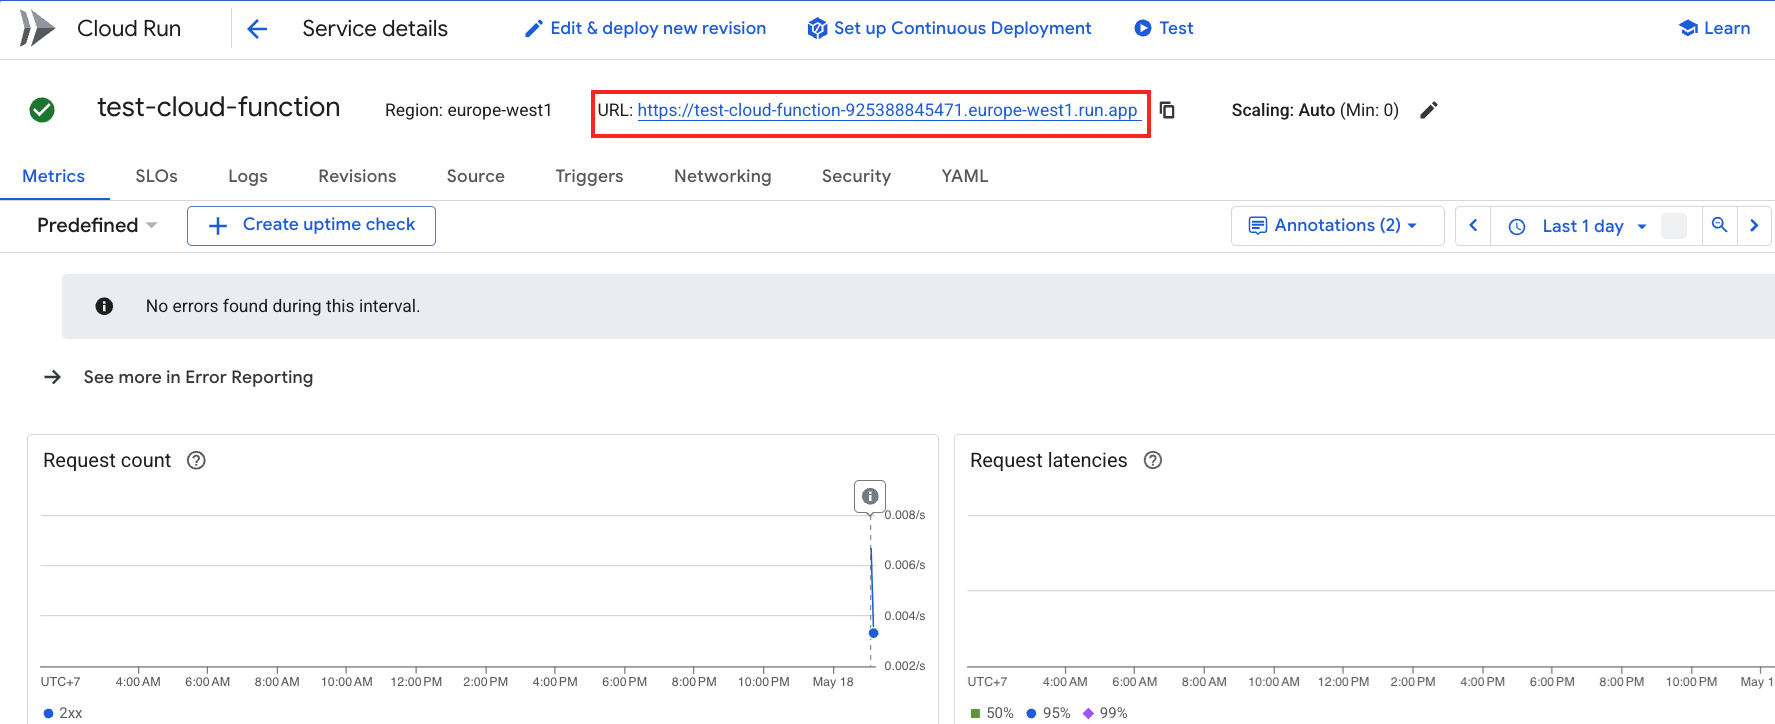 Cloud Run Service details Edit & deploy new revision Set up Continuous Deployment Test Learn
test-cloud-function Region: europe-west1 URL: https://test-cloud-function-925388845471.europe-west1.run.app Scaling: Auto (Min: 0)
Metrics SLOs Logs Revisions Source Triggers Networking Security YAML
Predefined Create uptime check Annotations (2) Last 1 day
No errors found during this interval.
See more in Error Reporting
Request count
0.008/s
0.006/s
0.004/s
0.002/s
UTC+7 4:00 AM 6:00 AM 8:00 AM 10:00 AM 12:00 PM 2:00 PM 4:00 PM 6:00 PM 8:00 PM 10:00 PM May 18
2xx
Request latencies
UTC+7 4:00 AM 6:00 AM 8:00 AM 10:00 AM 12:00 PM 2:00 PM 4:00 PM 6:00 PM 8:00 PM 10:00 PM May 1
50% 95% 99%